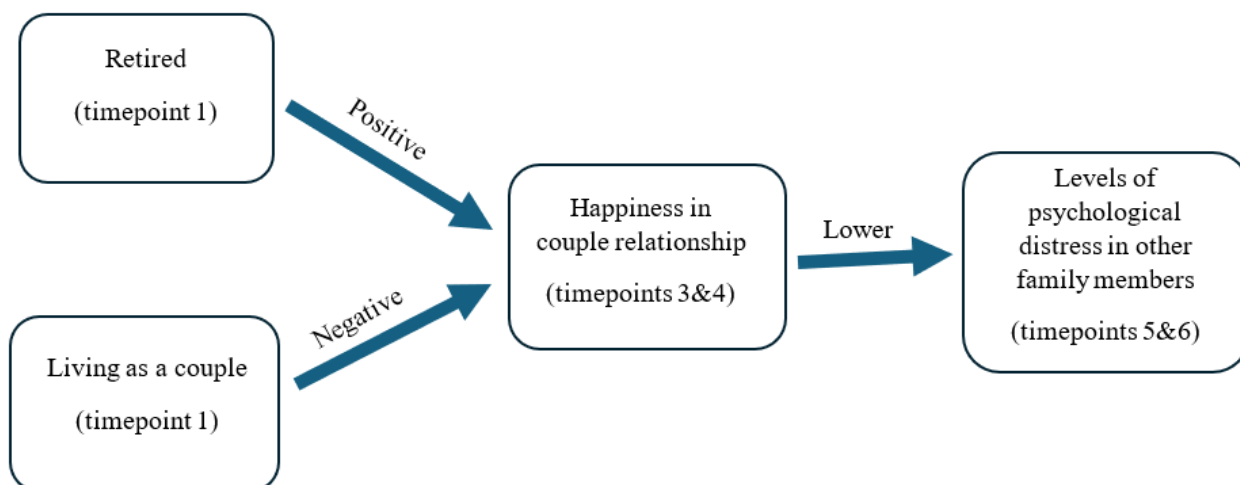 Retired
(timepoint 1)
Positive
Living as a couple
(timepoint 1)
Negative
Happiness in
couple relationship
(timepoints 3&4)
Lower
Levels of
psychological
distress in other
family members
(timepoints 5&6)